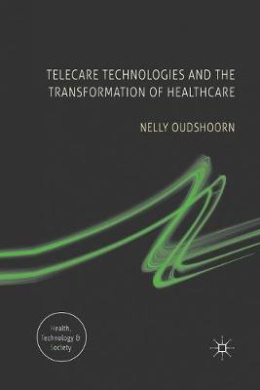 TELECARE TECHNOLOGIES AND THE
TRANSFORMATION OF HEALTHCARE
NELLY OUDSHOORN
Health,
Technology &
Society